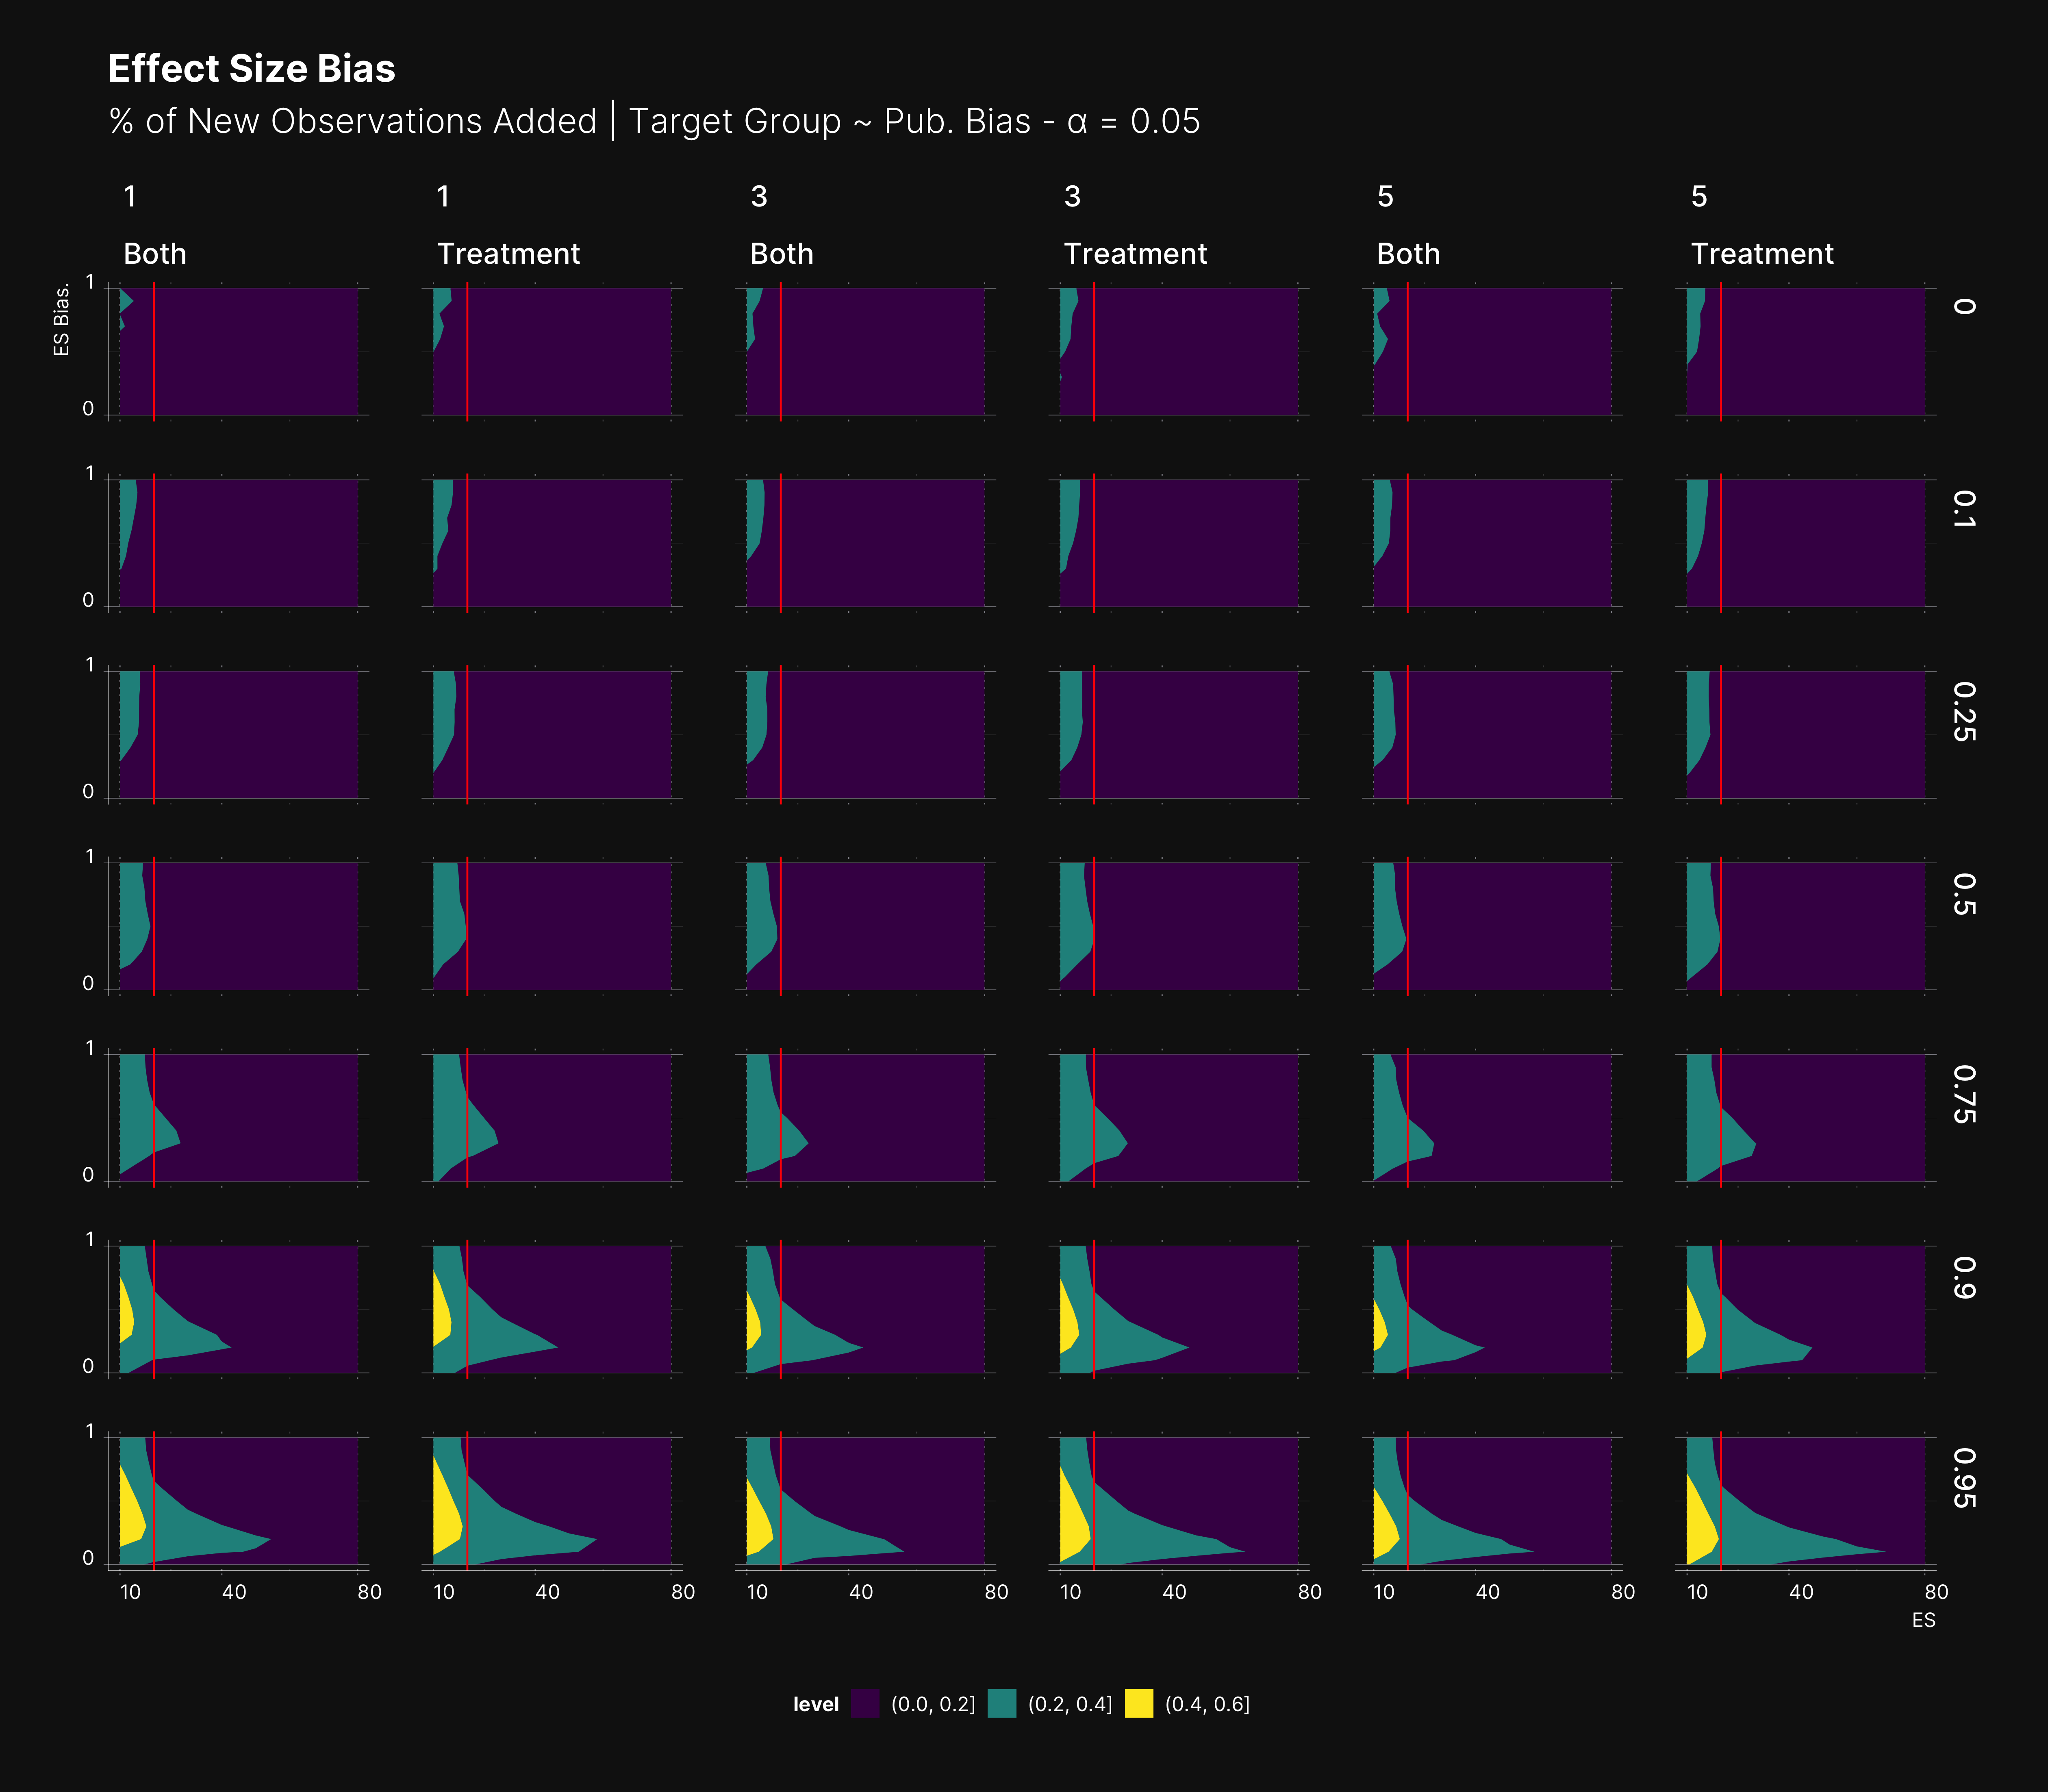 Effect Size Bias
% of New Observations Added | Target Group ~ Pub. Bias - α = 0.05
1 1 3 3 5 5
Both Treatment Both Treatment Both Treatment
ES Bias.
1
0
0
1
0
0.1
1
0
0.25
1
0
0.5
1
0
0.75
1
0
0.9
1
0
0.95
10 40 80 10 40 80 10 40 80 10 40 80 10 40 80 10 40 80
ES
level (0.0, 0.2] (0.2, 0.4] (0.4, 0.6]